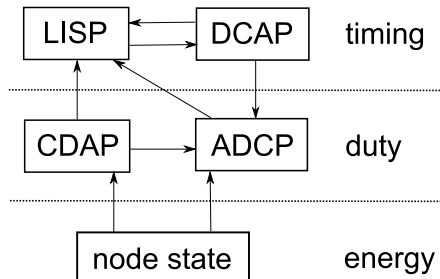 LISP DCAP timing
CDAP ADCP duty
node state energy